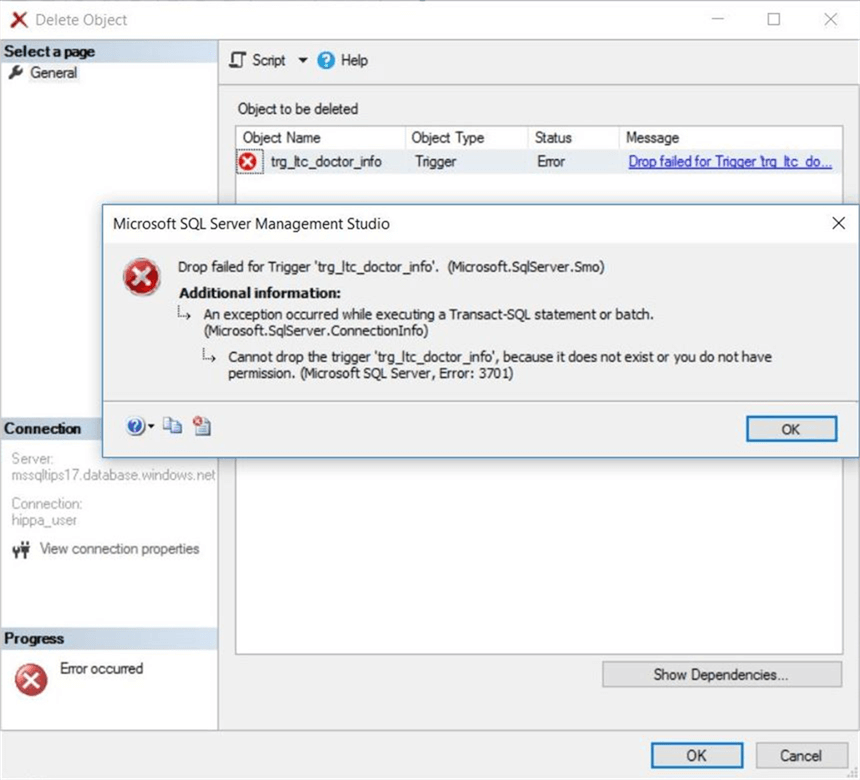 Delete Object
Select a page
General
Script
Help
Object to be deleted
Object Name Object Type Status Message
trg_ltc_doctor_info Trigger Error Drop failed for Trigger 'trg_ltc_do...
Microsoft SQL Server Management Studio
Drop failed for Trigger 'trg_ltc_doctor_info'. (Microsoft.SqlServer.Smo)
Additional information:
An exception occurred while executing a Transact-SQL statement or batch.
(Microsoft.SqlServer.ConnectionInfo)
Cannot drop the trigger 'trg_ltc_doctor_info', because it does not exist or you do not have
permission. (Microsoft SQL Server, Error: 3701)
OK
Connection
Server:
mssqltips17.database.windows.net
Connection:
hippa_user
View connection properties
Progress
Error occurred
Show Dependencies...
OK
Cancel